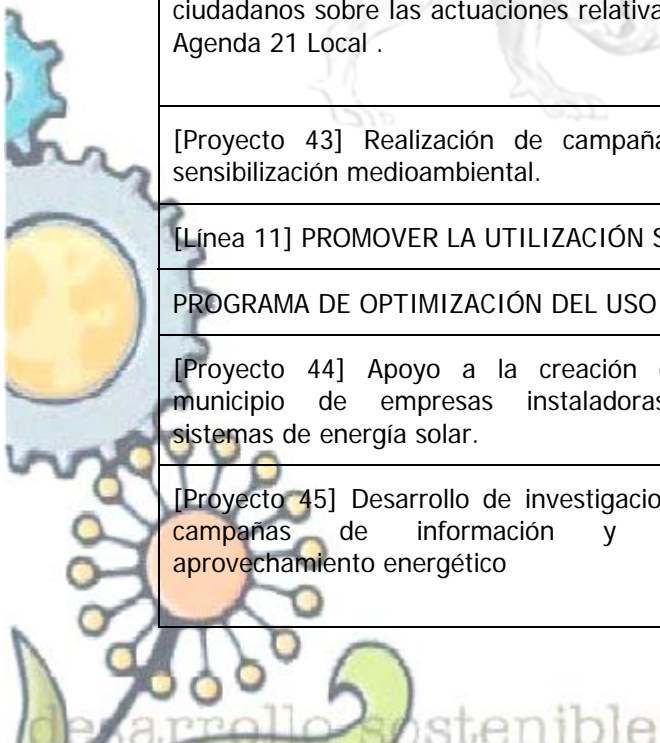 ciudadanos sobre las actuaciones relativa
Agenda 21 Local .
[Proyecto 43] Realización de campaña
sensibilización medioambiental.
[Línea 11] PROMOVER LA UTILIZACIÓN S
PROGRAMA DE OPTIMIZACIÓN DEL USO
[Proyecto 44] Apoyo a la creación
municipio de empresas instaladoras
sistemas de energía solar.
[Proyecto 45] Desarrollo de investigacio
campañas de información y
aprovechamiento energético
desarrollo sostenible